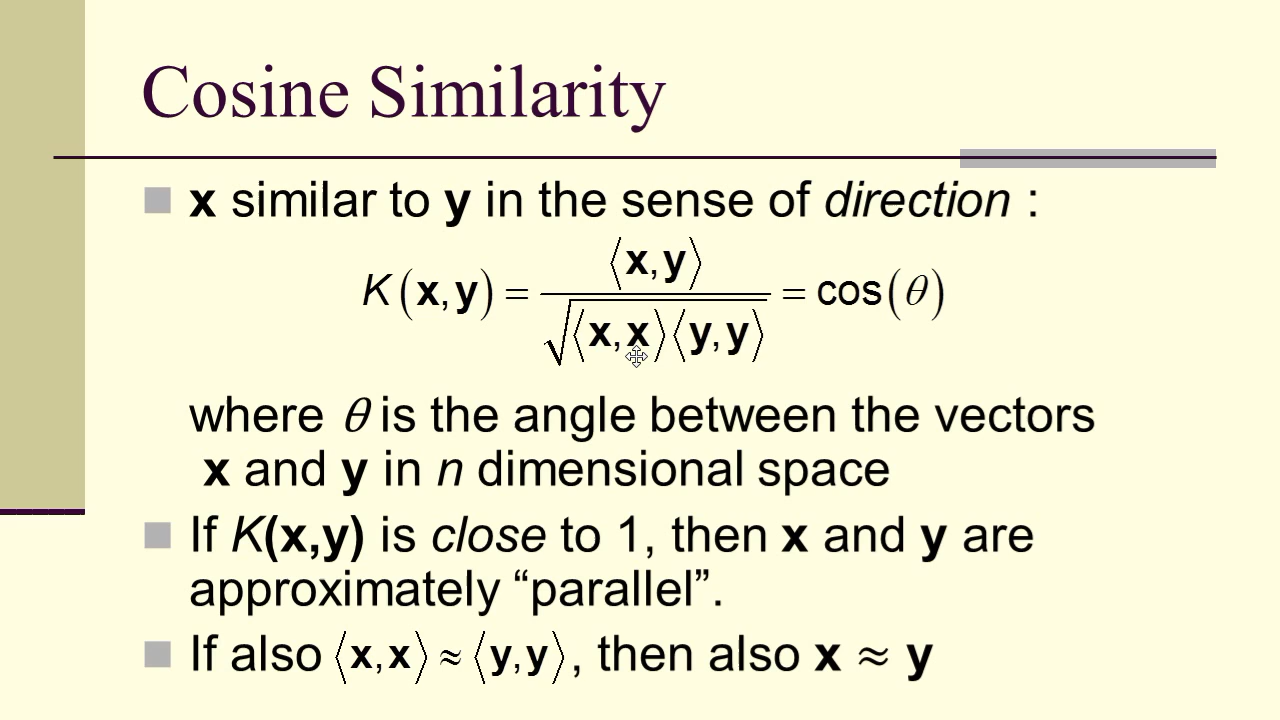 Cosine Similarity
x similar to y in the sense of direction :
K(x,y) = ⟨x,y⟩ / √⟨x,x⟩⟨y,y⟩ = cos(θ)
where θ is the angle between the vectors
x and y in n dimensional space
If K(x,y) is close to 1, then x and y are
approximately “parallel”.
If also ⟨x,x⟩ ≈ ⟨y,y⟩, then also x ≈ y